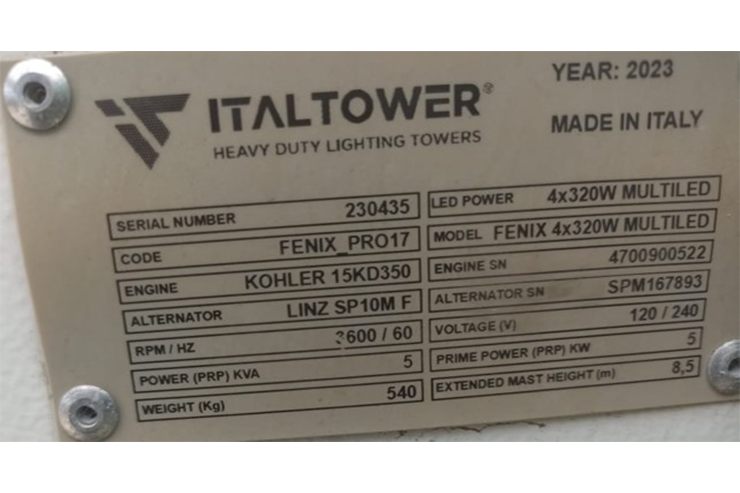 ITALTOWER®
HEAVY DUTY LIGHTING TOWERS
YEAR: 2023
MADE IN ITALY
SERIAL NUMBER 230435
CODE FENIX_PRO17
ENGINE KOHLER 15KD350
ALTERNATOR LINZ SP10M F
RPM / HZ 3600 / 60
POWER (PRP) KVA 5
WEIGHT (Kg) 540
LED POWER 4x320W MULTILED
MODEL FENIX 4x320W MULTILED
ENGINE SN 4700900522
ALTERNATOR SN SPM167893
VOLTAGE (V) 120 / 240
PRIME POWER (PRP) KW 5
EXTENDED MAST HEIGHT (m) 8,5